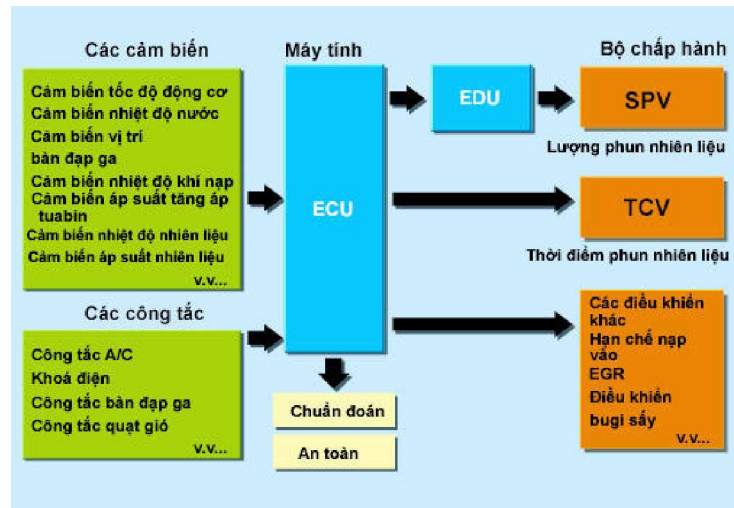 Các cảm biến
Máy tính
Bộ chấp hành
Cảm biến tốc độ động cơ
Cảm biến nhiệt độ nước
Cảm biến vị trí
bàn đạp ga
Cảm biến nhiệt độ khí nạp
Cảm biến áp suất tăng áp
tuabin
Cảm biến nhiệt độ nhiên liệu
Cảm biến áp suất nhiên liệu
v.v...
Các công tắc
Công tắc A/C
Khoá điện
Công tắc bàn đạp ga
Công tắc quạt gió
v.v...
ECU
Chuẩn đoán
An toàn
EDU
SPV
Lượng phun nhiên liệu
TCV
Thời điểm phun nhiên liệu
Các điều khiển
khác
Hạn chế nạp
vào
EGR
Điều khiển
bugi sấy
v.v...